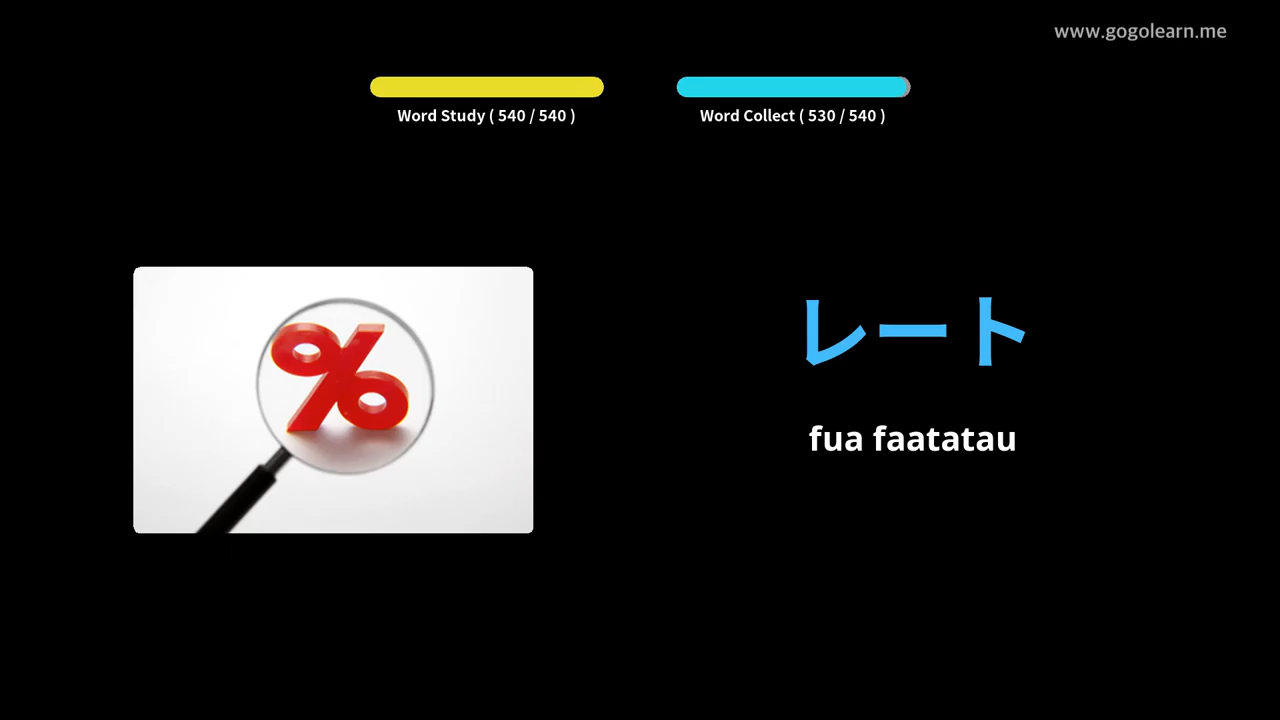 www.gogolearn.me
Word Study ( 540 / 540 )
Word Collect ( 530 / 540 )
%
レート
fua faatatau